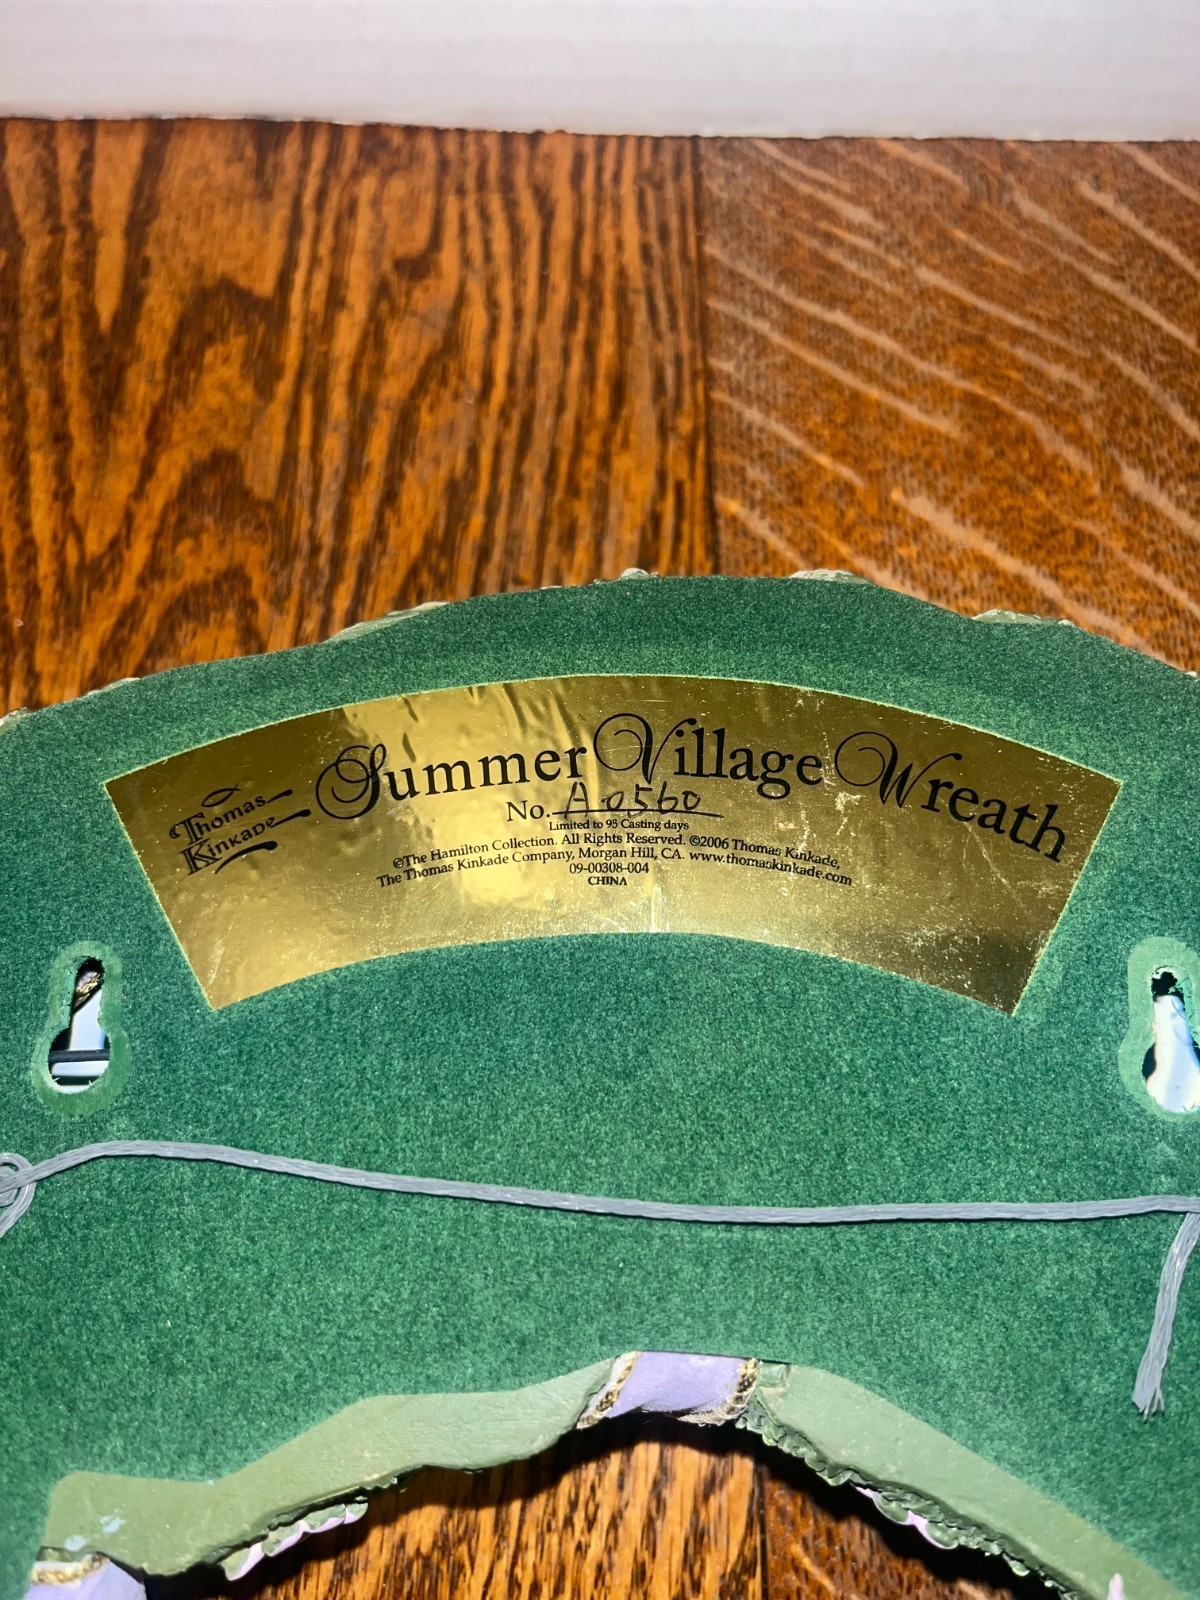 Summer Village Wreath
Thomas
Kinkade
No. A 0560
Limited to 95 Casting days
©The Hamilton Collection. All Rights Reserved. ©2006 Thomas Kinkade,
The Thomas Kinkade Company, Morgan Hill, CA. www.thomaskinkade.com
09-00308-004
CHINA